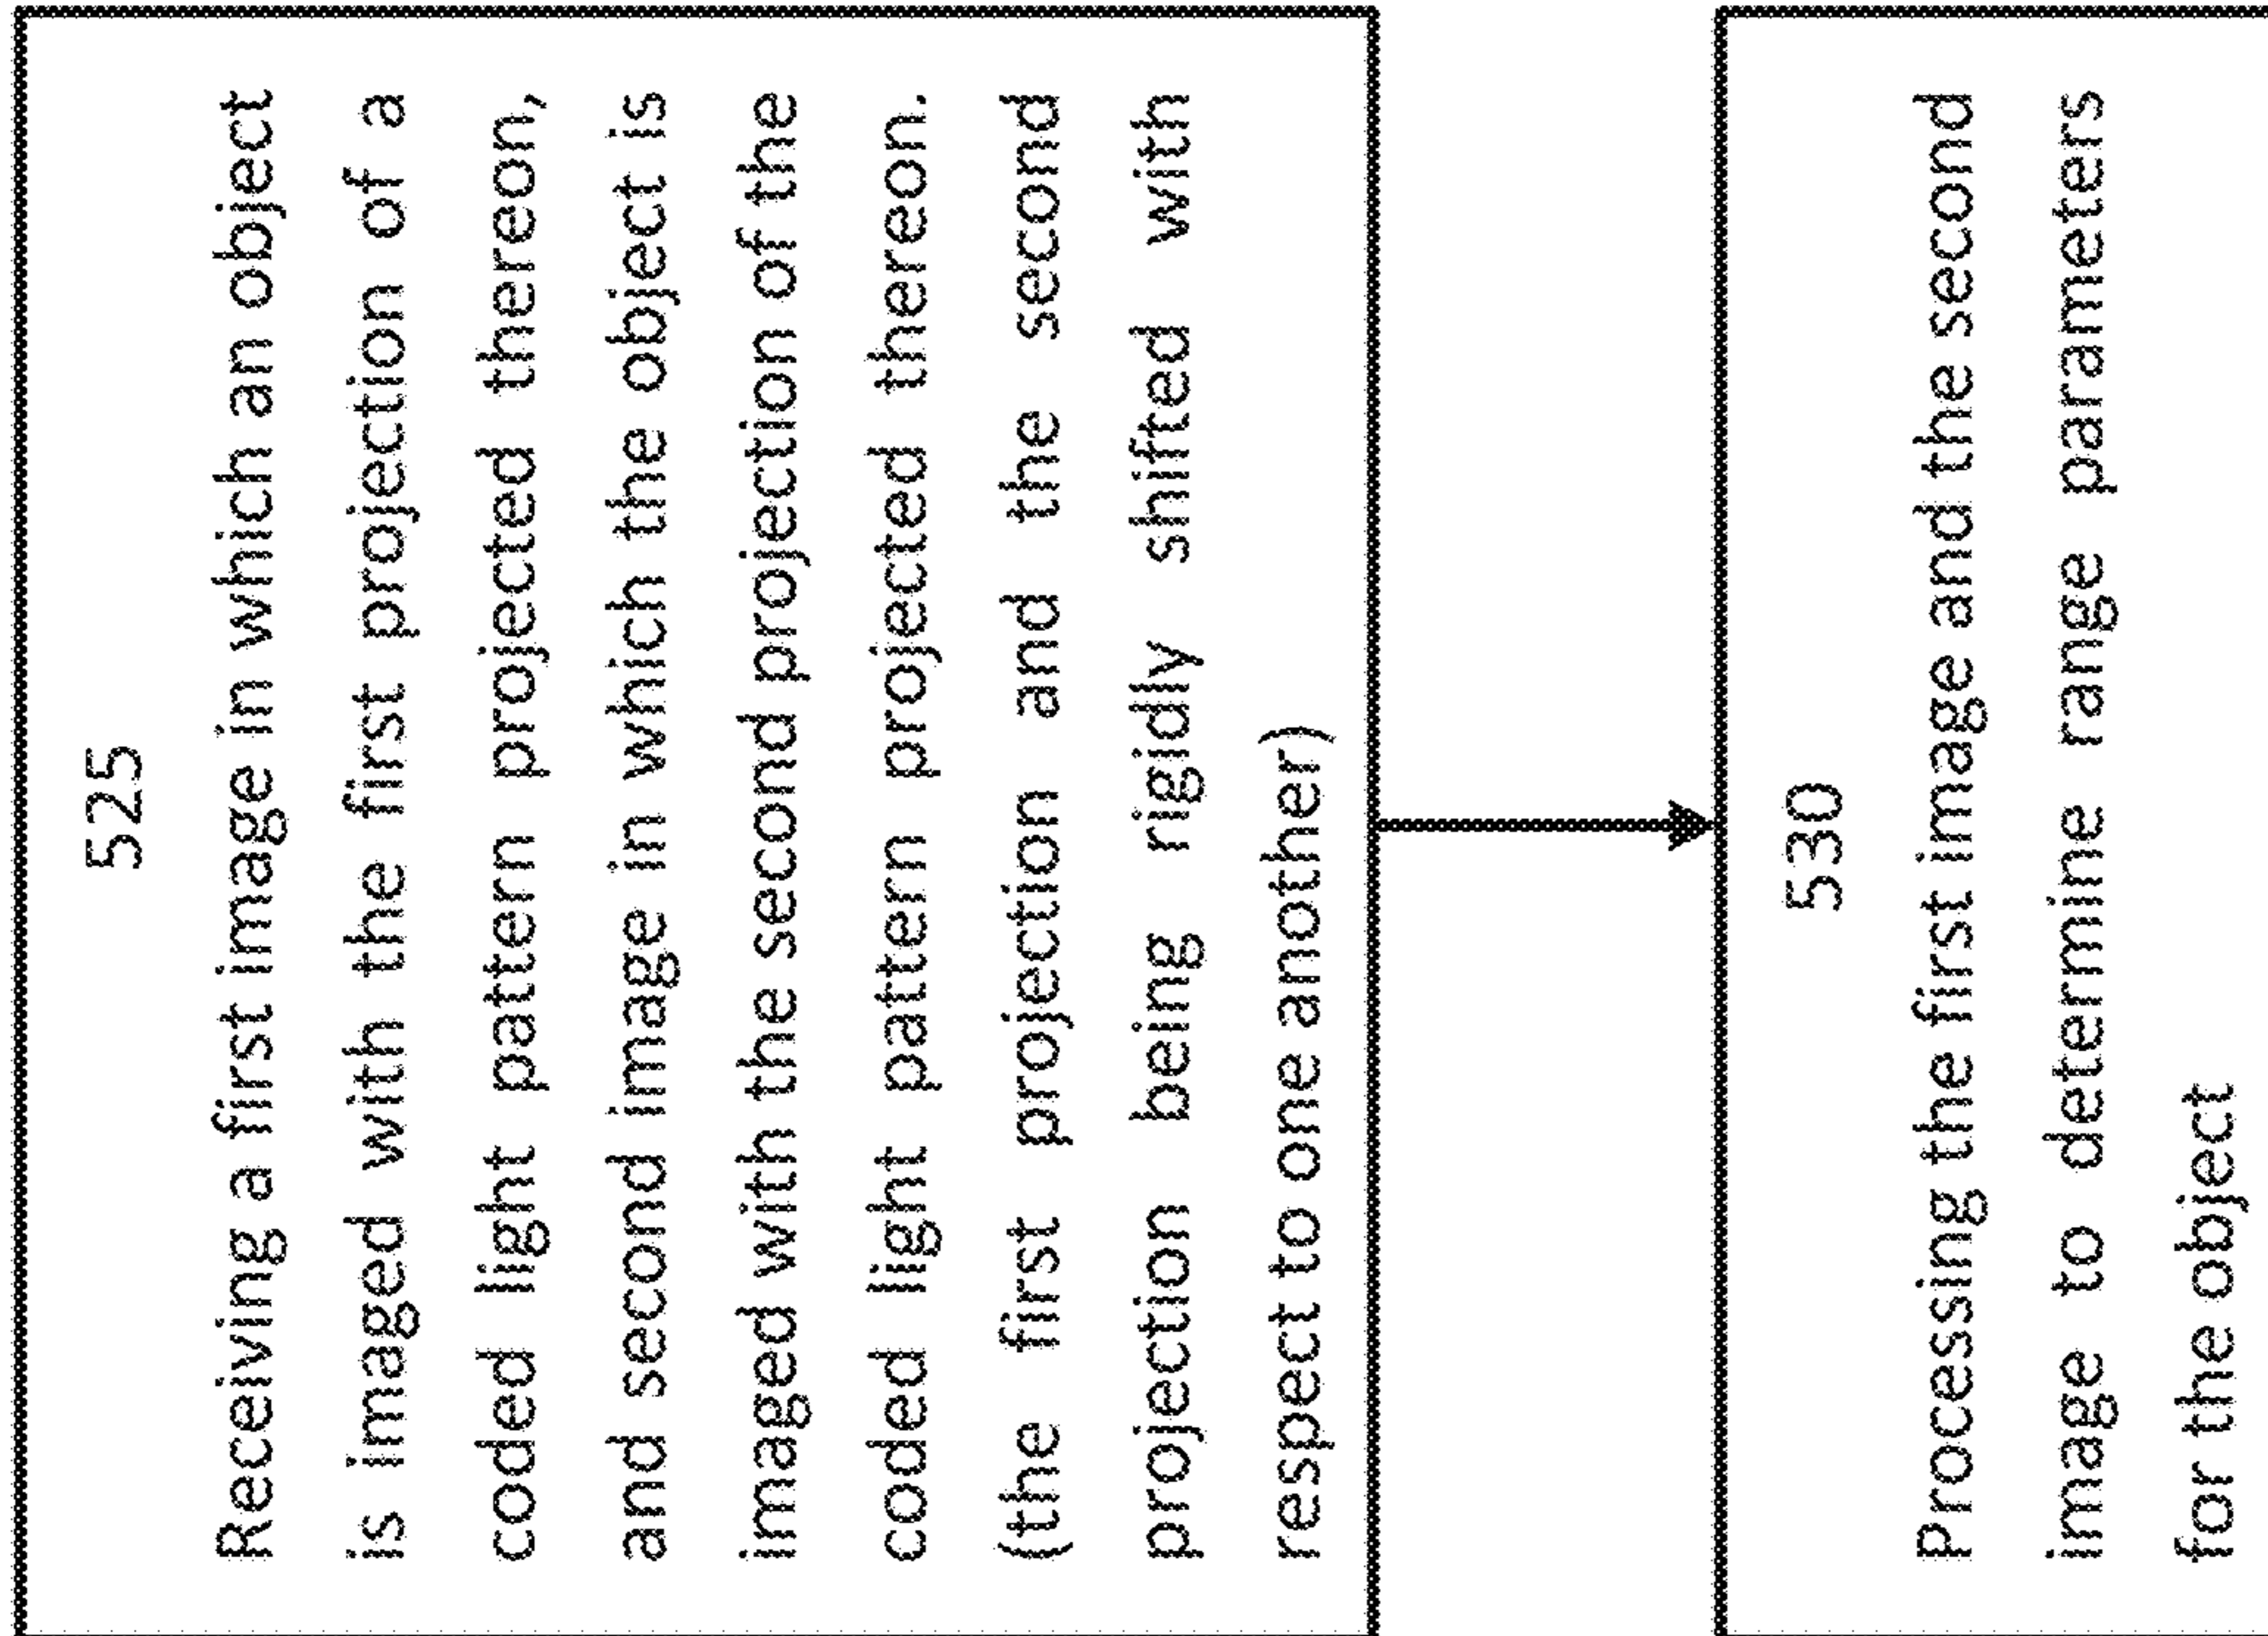 525
Receiving a first image in which an object
is imaged with the first projection of a
coded light pattern projected thereon,
and second image in which the object is
imaged with the second projection of the
coded light pattern projected thereon.
(the first projection and the second
projection being rigidly shifted with
respect to one another)
530
Processing the first image and the second
image to determine range parameters
for the object